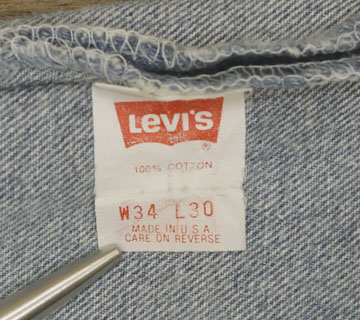 LEVI'S
®
100% COTTON
W34 L30
MADE IN U.S.A.
CARE ON REVERSE